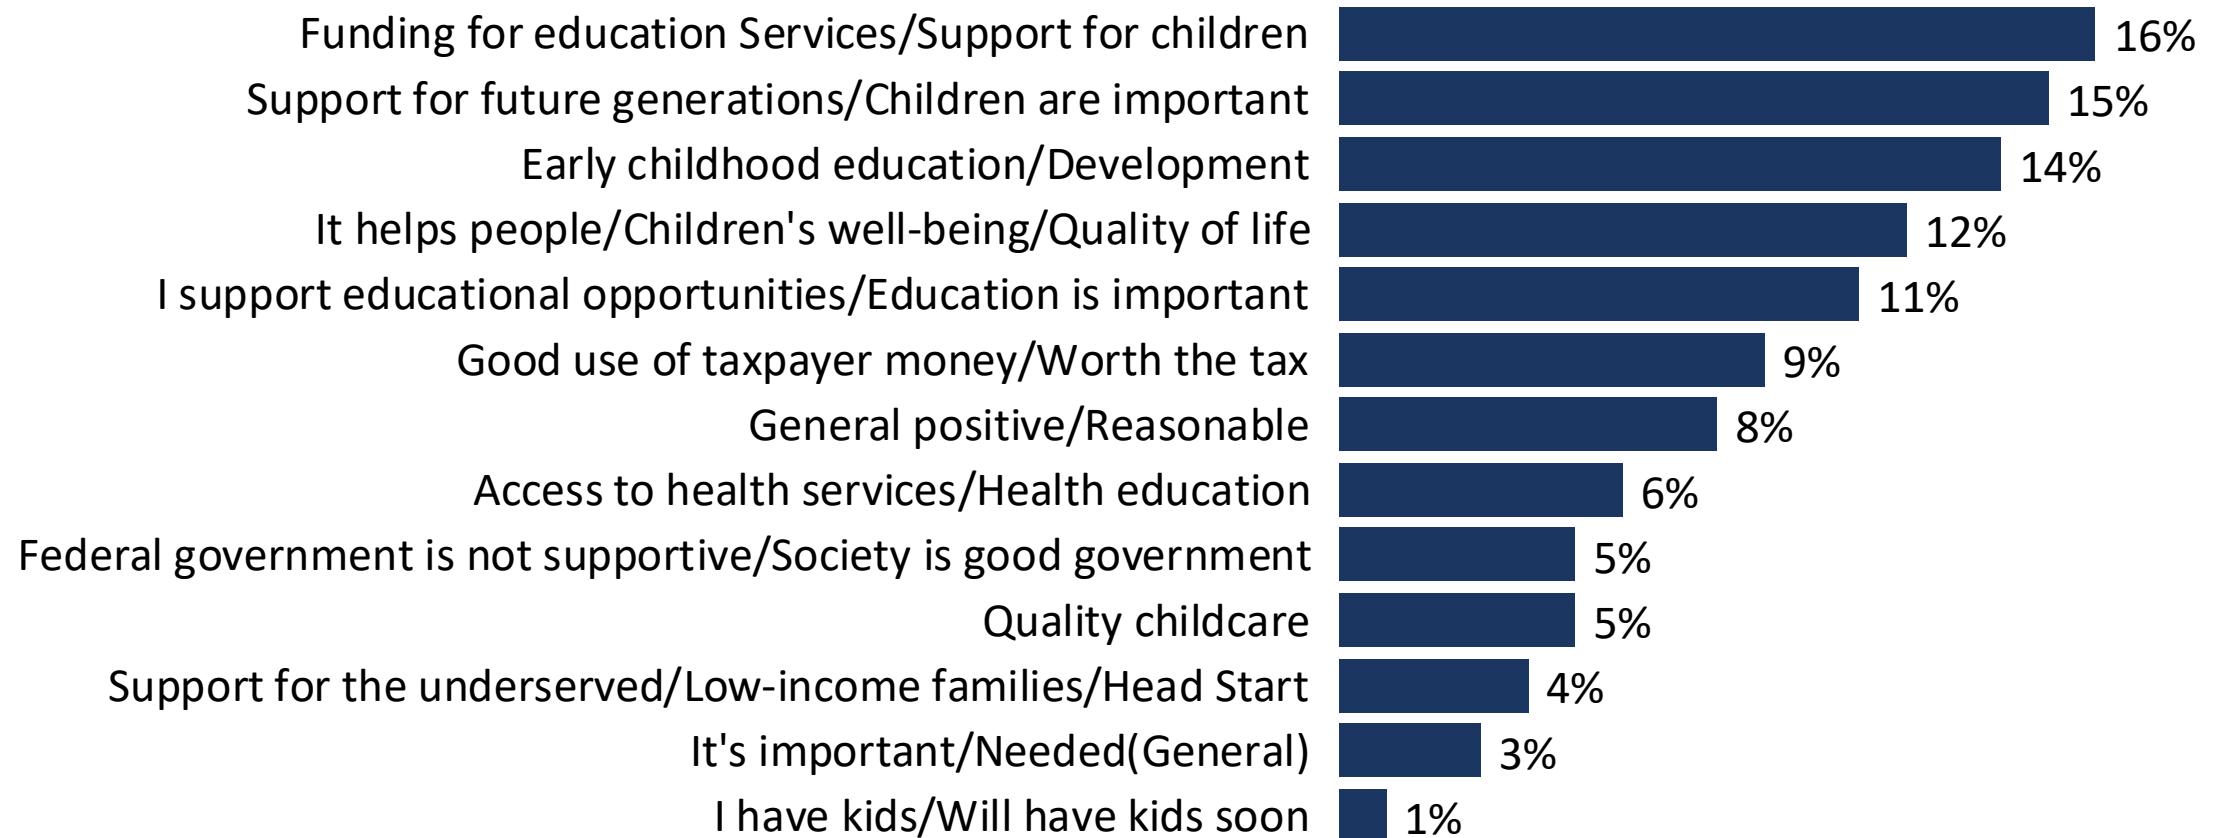 Funding for education Services/Support for children 16%
Support for future generations/Children are important 15%
Early childhood education/Development 14%
It helps people/Children's well-being/Quality of life 12%
I support educational opportunities/Education is important 11%
Good use of taxpayer money/Worth the tax 9%
General positive/Reasonable 8%
Access to health services/Health education 6%
Federal government is not supportive/Society is good government 5%
Quality childcare 5%
Support for the underserved/Low-income families/Head Start 4%
It's important/Needed(General) 3%
I have kids/Will have kids soon 1%